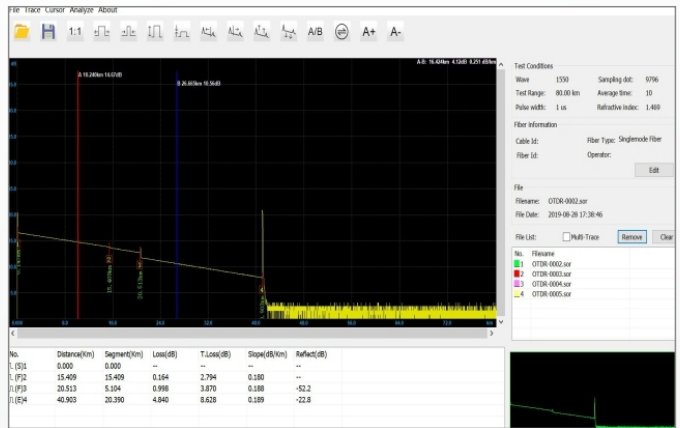 File Trace Cursor Analyze About
1:1 A/B A+ A-
A-B: 16.424km 4.12dB 0.251 dB/km
A 10.240km 14.67dB
B 26.665km 10.56dB
Test Conditions
Wave 1550 Sampling dot: 9796
Test Range: 80.00 km Average time: 10
Pulse width: 1 us Refractive Index: 1.469
Fiber Information
Cable Id: Fiber Type: Singlemode Fiber
Fiber Id: Operator:
Edit
File
Filename: OTDR-0002.sor
File Date: 2019-08-28 17:38:46
File List: Multi-Trace Remove Clear
No. Filename
1 OTDR-0002.sor
2 OTDR-0003.sor
3 OTDR-0004.sor
4 OTDR-0005.sor
No. Distance(Km) Segment(Km) Loss(dB) T.Loss(dB) Slope(dB/Km) Reflect(dB)
(S)1 0.000 0.000 -- -- -- --
(F)2 15.409 15.409 0.164 2.794 0.180 --
(F)3 20.513 5.104 0.998 3.870 0.188 -52.2
(E)4 40.903 20.390 4.840 8.628 0.189 -22.8